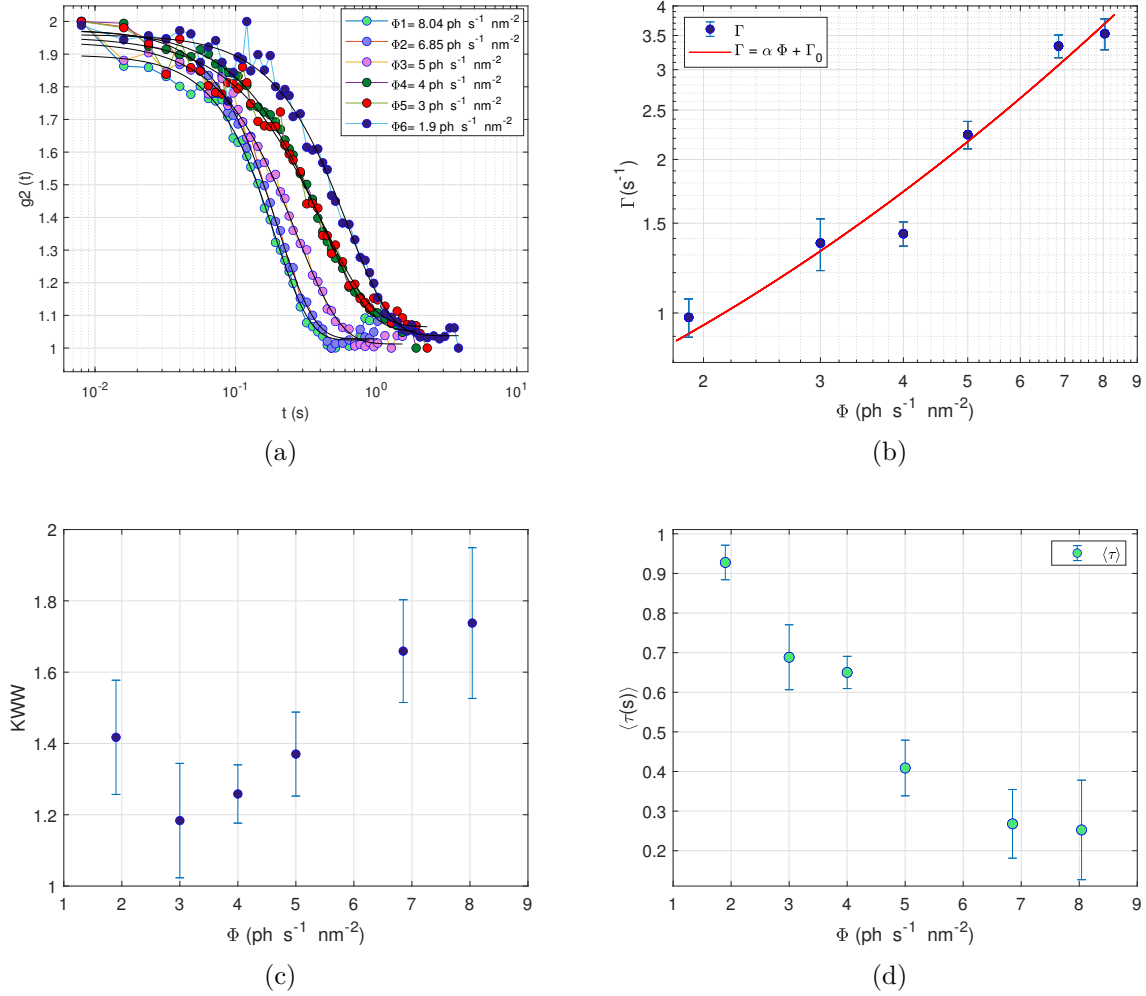 2
1.9
1.8
1.7
1.6
1.5
1.4
1.3
1.2
1.1
1
g2 (t)
10⁻² 10⁻¹ 10⁰ 10¹
t (s)
Φ1= 8.04 ph s⁻¹ nm⁻²
Φ2= 6.85 ph s⁻¹ nm⁻²
Φ3= 5 ph s⁻¹ nm⁻²
Φ4= 4 ph s⁻¹ nm⁻²
Φ5= 3 ph s⁻¹ nm⁻²
Φ6= 1.9 ph s⁻¹ nm⁻²
(a)
4
3.5
3
2.5
2
1.5
1
Γ(s⁻¹)
Γ
Γ = α Φ + Γ₀
2 3 4 5 6 7 8 9
Φ (ph s⁻¹ nm⁻²)
(b)
2
1.8
1.6
1.4
1.2
1
KWW
1 2 3 4 5 6 7 8 9
Φ (ph s⁻¹ nm⁻²)
(c)
1
0.9
0.8
0.7
0.6
0.5
0.4
0.3
0.2
⟨τ(s)⟩
⟨τ⟩
1 2 3 4 5 6 7 8 9
Φ (ph s⁻¹ nm⁻²)
(d)